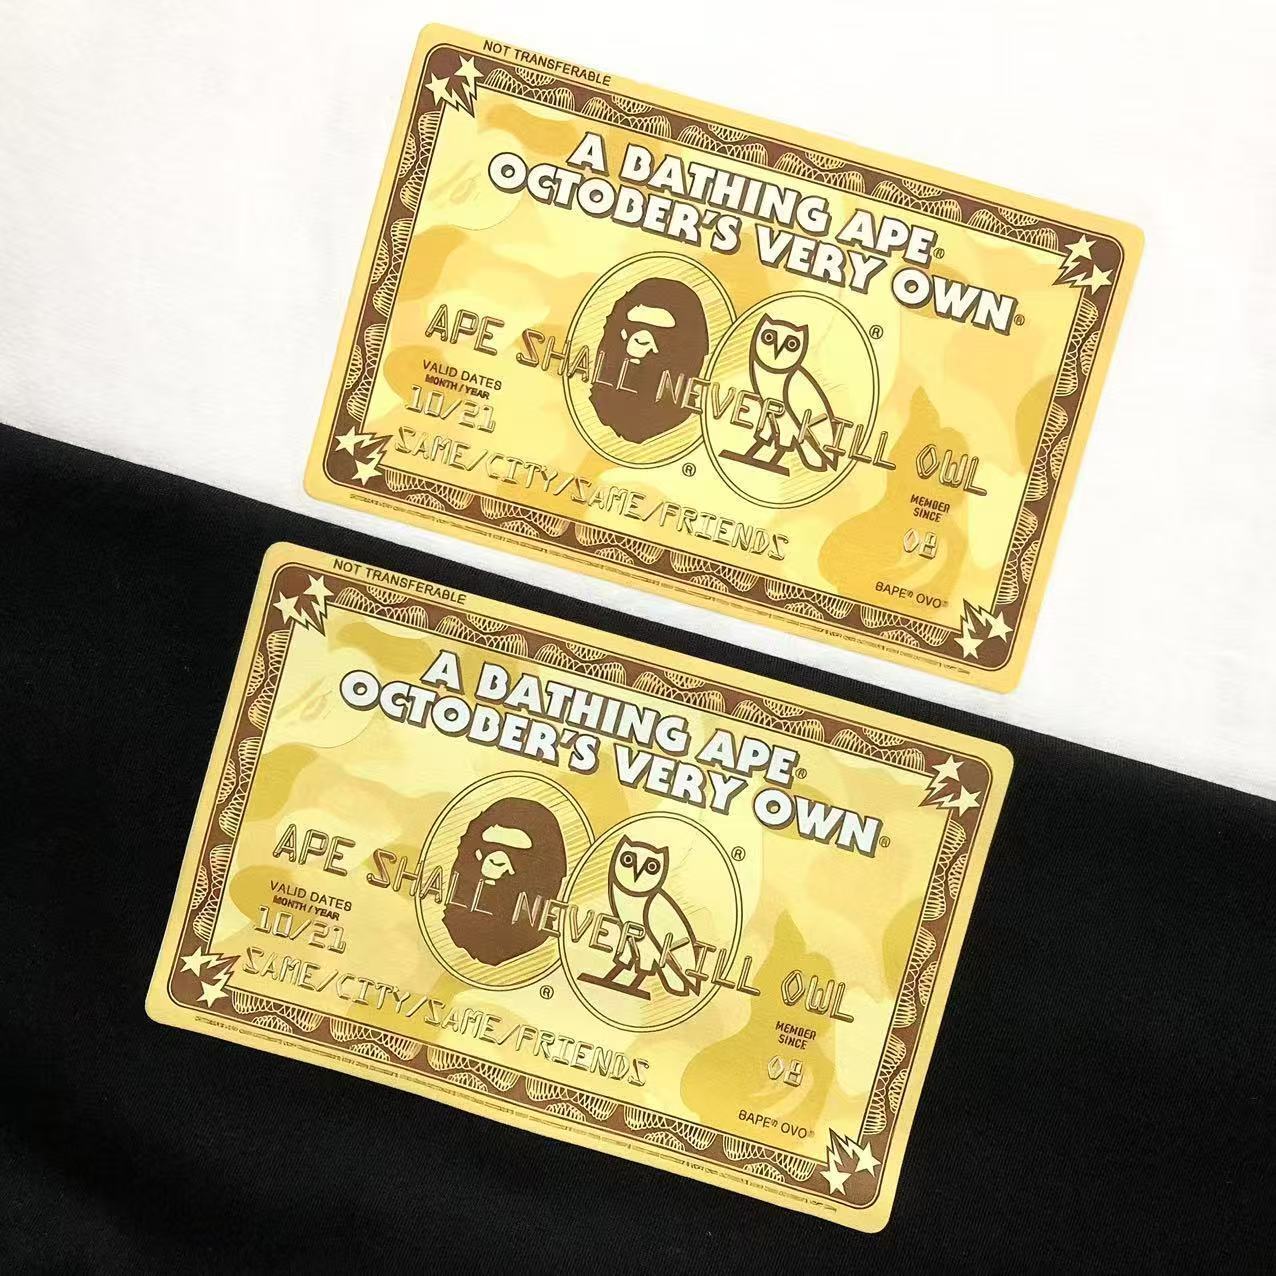 NOT TRANSFERABLE
A BATHING APE®
OCTOBER'S VERY OWN®
®
APE SHALL NEVER KILL OWL
VALID DATES
MONTH / YEAR
10/21
SAME/CITY/SAME/FRIENDS
®
MEMBER
SINCE
08
BAPE® OVO®
NOT TRANSFERABLE
A BATHING APE®
OCTOBER'S VERY OWN®
®
APE SHALL NEVER KILL OWL
VALID DATES
MONTH / YEAR
10/21
SAME/CITY/SAME/FRIENDS
®
MEMBER
SINCE
08
BAPE® OVO®